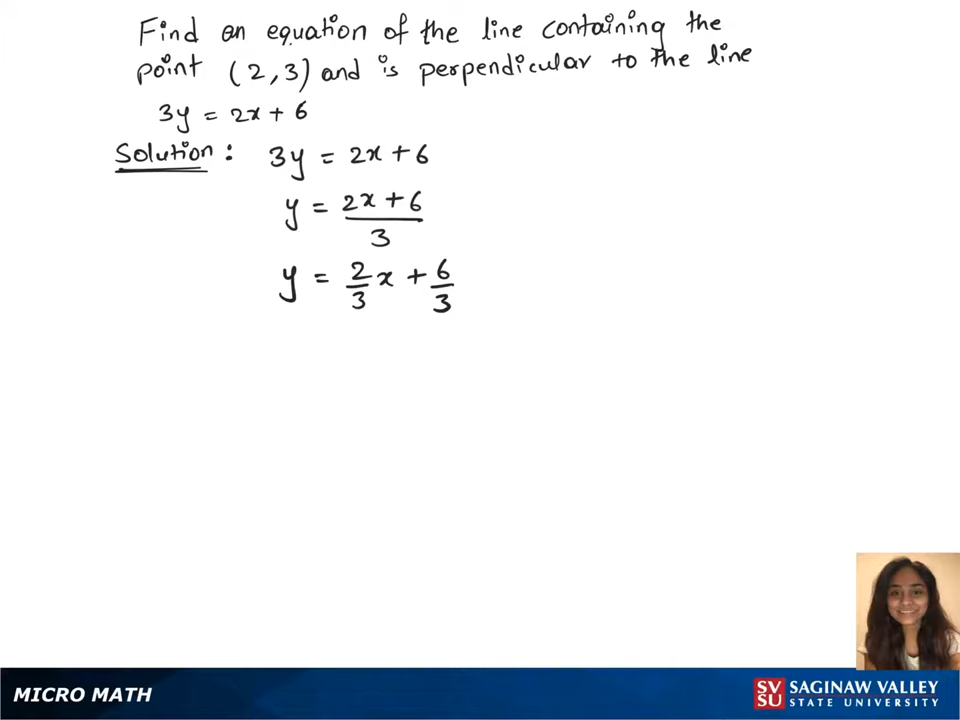 Find an equation of the line containing the
point (2,3) and is perpendicular to the line
3y = 2x + 6
Solution: 3y = 2x + 6
y = 2x + 6 / 3
y = 2/3 x + 6/3
MICRO MATH
SV SU SAGINAW VALLEY STATE UNIVERSITY